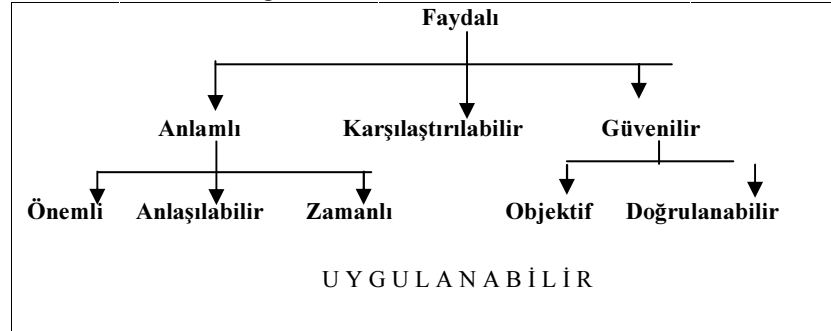 Faydalı
Anlamlı Karşılaştırılabilir Güvenilir
Önemli Anlaşılabilir Zamanlı Objektif Doğrulanabilir
U Y G U L A N A B İ L İ R